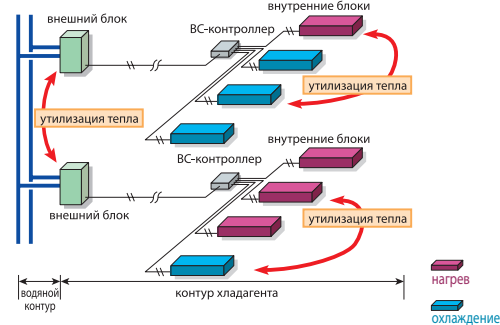 внешний блок
внутренние блоки
ВС-контроллер
утилизация тепла
утилизация тепла
внутренние блоки
ВС-контроллер
внешний блок
утилизация тепла
водяной
контур
контур хладагента
нагрев
охлаждение